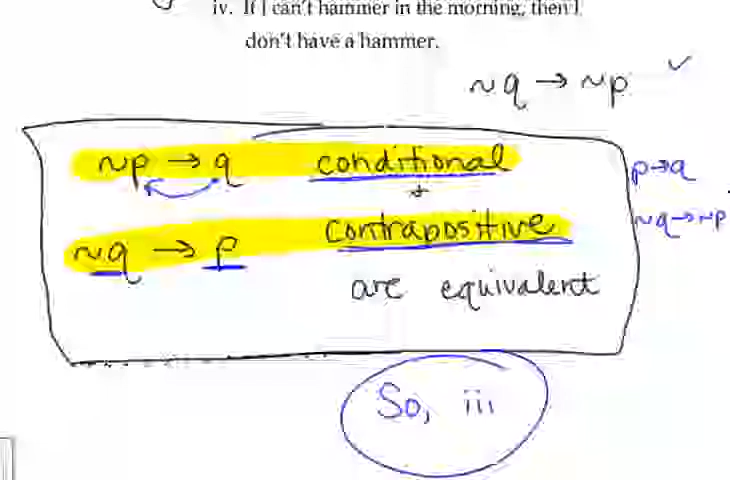 iv. If I can't hammer in the morning, then I
don't have a hammer.
~q → ~p ✓
~p → q conditional p→q
+
~q → p contrapositive ~q→~p
are equivalent
So, iii